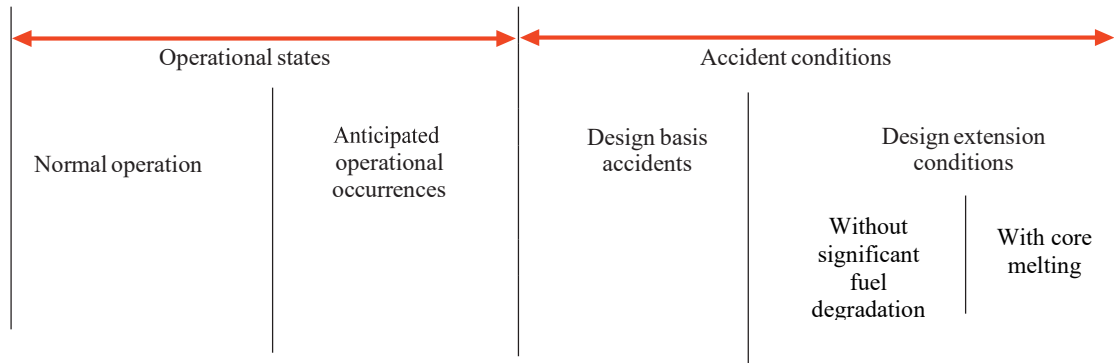 Operational states
Accident conditions
Normal operation
Anticipated
operational
occurrences
Design basis
accidents
Design extension
conditions
Without
significant
fuel
degradation
With core
melting